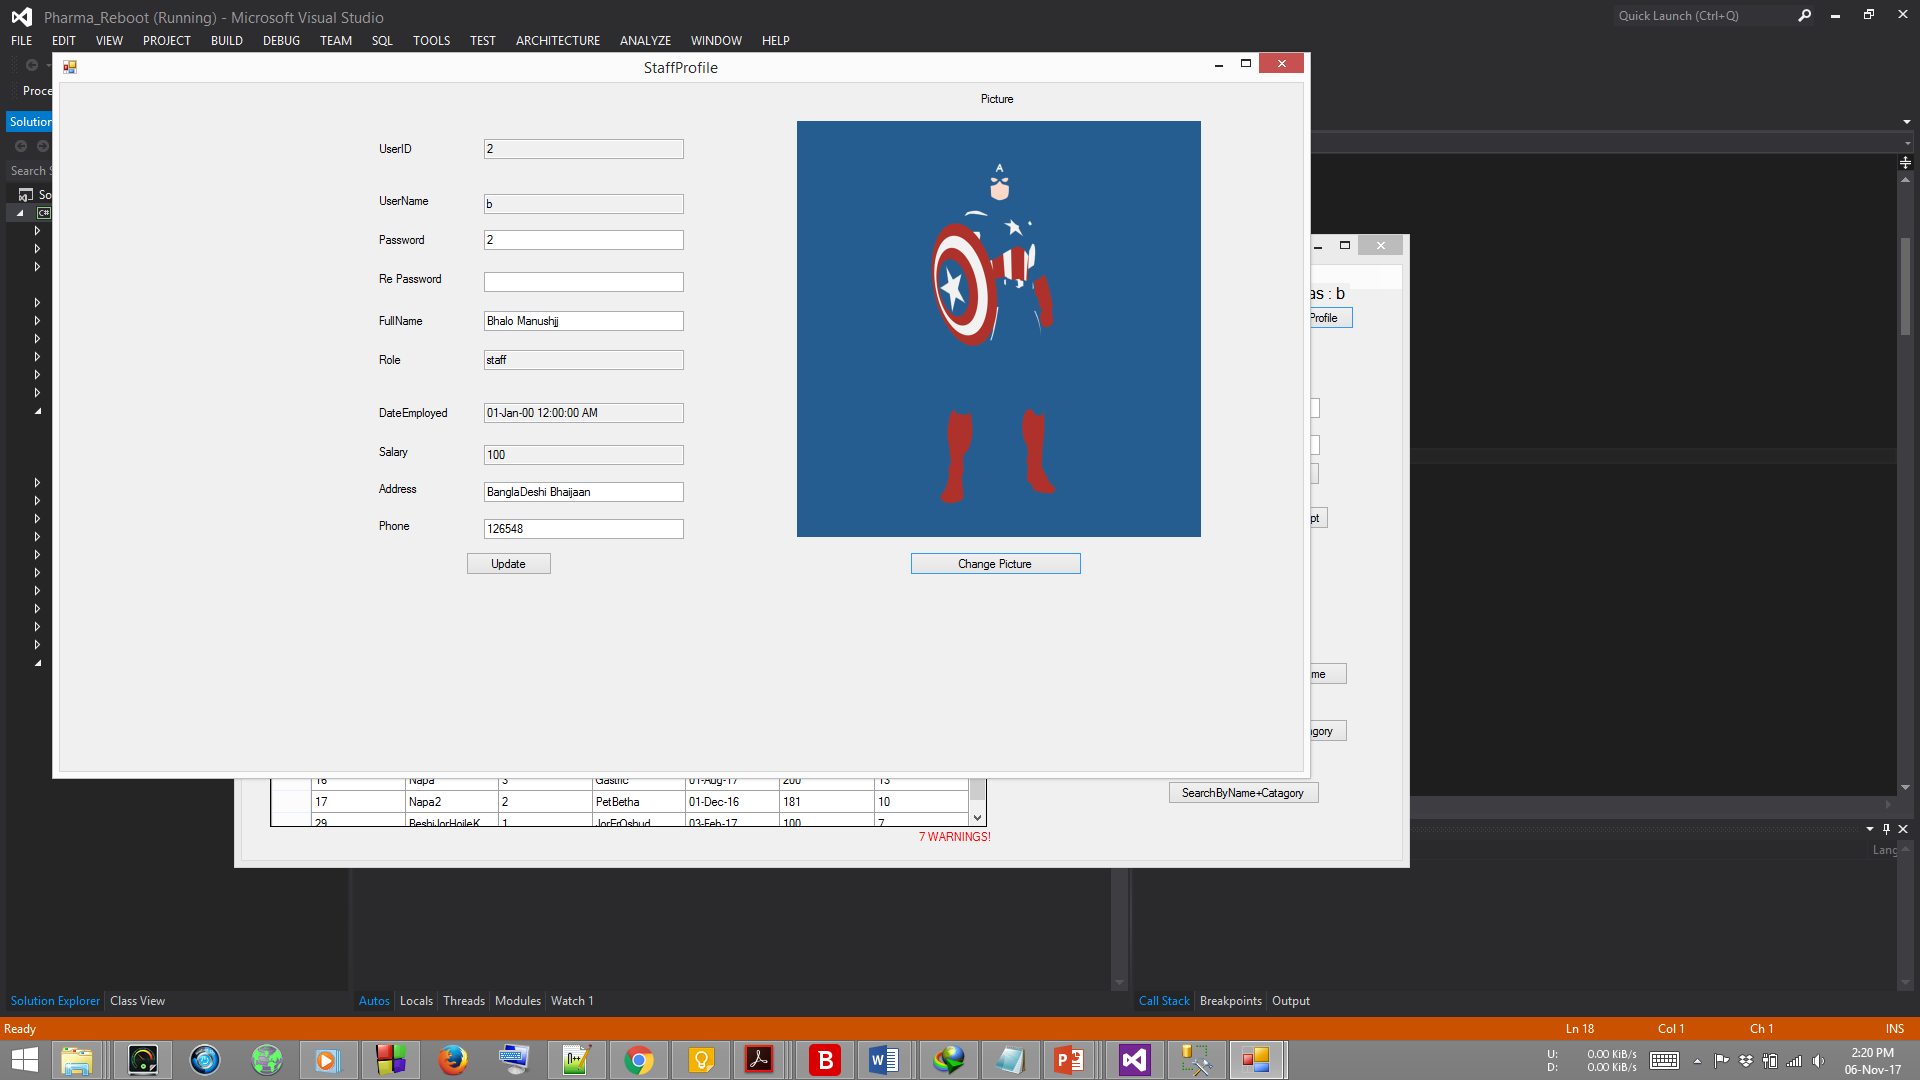 Pharma_Reboot (Running) - Microsoft Visual Studio
Quick Launch (Ctrl+Q)
FILE EDIT VIEW PROJECT BUILD DEBUG TEAM SQL TOOLS TEST ARCHITECTURE ANALYZE WINDOW HELP
StaffProfile
Proce
Solution
Search S
So
C#
Picture
UserID 2
UserName b
Password 2
Re Password
FullName Bhalo Manushjj
Role staff
DateEmployed 01-Jan-00 12:00:00 AM
Salary 100
Address BanglaDeshi Bhaijaan
Phone 126548
Update
A
Change Picture
as : b
Profile
pt
me
gory
16 Napa 3 Gastric 01-Aug-17 200 13
17 Napa2 2 PetBetha 01-Dec-16 181 10
29 BeshiJorHoileK 1 JorErOshud 03-Feb-17 100 7
SearchByName+Catagory
7 WARNINGS!
Lang
Solution Explorer Class View
Autos Locals Threads Modules Watch 1
Call Stack Breakpoints Output
Ready
Ln 18 Col 1 Ch 1 INS
U: 0.00 KiB/s
D: 0.00 KiB/s
2:20 PM
06-Nov-17